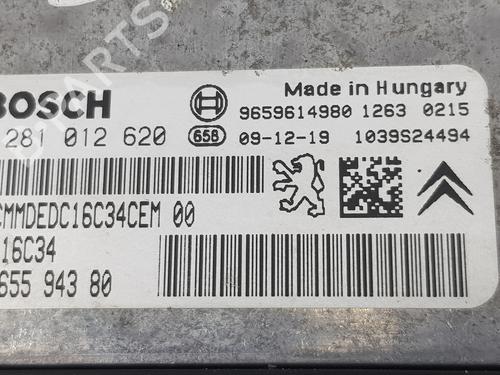 BOSCH
Made in Hungary
9659614980 1263 0215
281 012 620
658
09-12-19
1039S24494
CMMDEDC16C34CEM 00
16C34
655 943 80